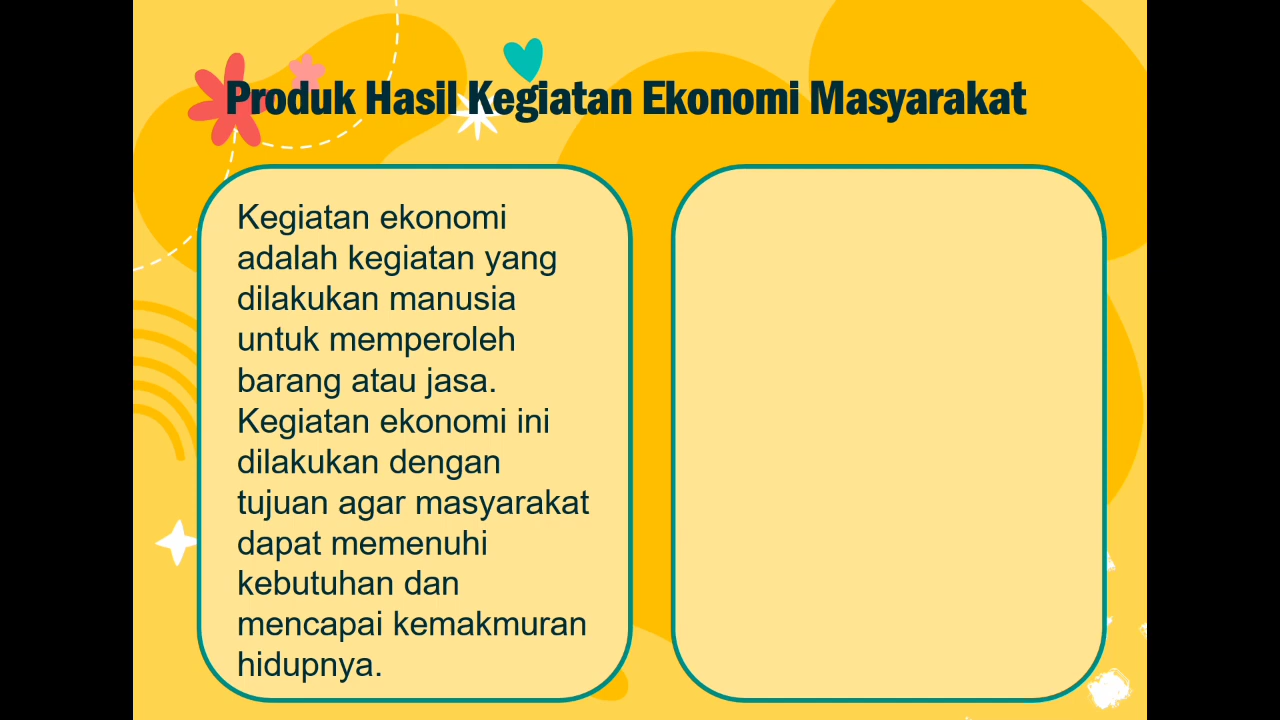 Produk Hasil Kegiatan Ekonomi Masyarakat
Kegiatan ekonomi
adalah kegiatan yang
dilakukan manusia
untuk memperoleh
barang atau jasa.
Kegiatan ekonomi ini
dilakukan dengan
tujuan agar masyarakat
dapat memenuhi
kebutuhan dan
mencapai kemakmuran
hidupnya.